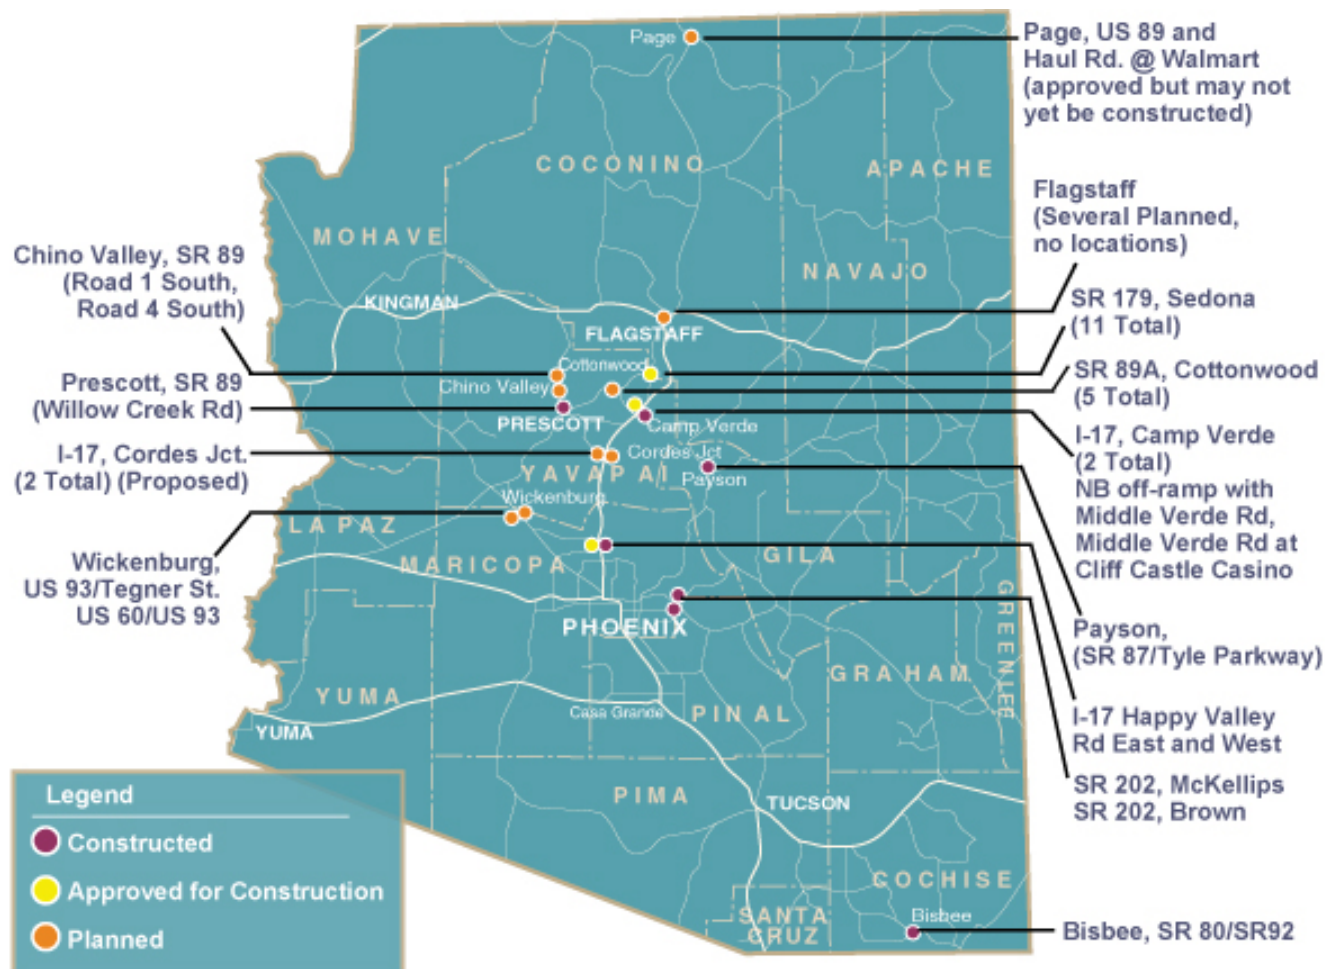 Page, US 89 and
Haul Rd. @ Walmart
(approved but may not
yet be constructed)
Flagstaff
(Several Planned,
no locations)
SR 179, Sedona
(11 Total)
SR 89A, Cottonwood
(5 Total)
I-17, Camp Verde
(2 Total)
NB off-ramp with
Middle Verde Rd,
Middle Verde Rd at
Cliff Castle Casino
Payson,
(SR 87/Tyle Parkway)
I-17 Happy Valley
Rd East and West
SR 202, McKellips
SR 202, Brown
Bisbee, SR 80/SR92
Chino Valley, SR 89
(Road 1 South,
Road 4 South)
Prescott, SR 89
(Willow Creek Rd)
I-17, Cordes Jct.
(2 Total) (Proposed)
Wickenburg,
US 93/Tegner St.
US 60/US 93
Page
COCONINO
APACHE
MOHAVE
NAVAJO
KINGMAN
FLAGSTAFF
Cottonwood
Chino Valley
PRESCOTT
Camp Verde
Cordes Jct
YAVAPAI
Payson
Wickenburg
LA PAZ
MARICOPA
GILA
GREENLEE
PHOENIX
GRAHAM
YUMA
Casa Grande
PINAL
YUMA
PIMA
TUCSON
COCHISE
SANTA
CRUZ
Bisbee
Legend
Constructed
Approved for Construction
Planned